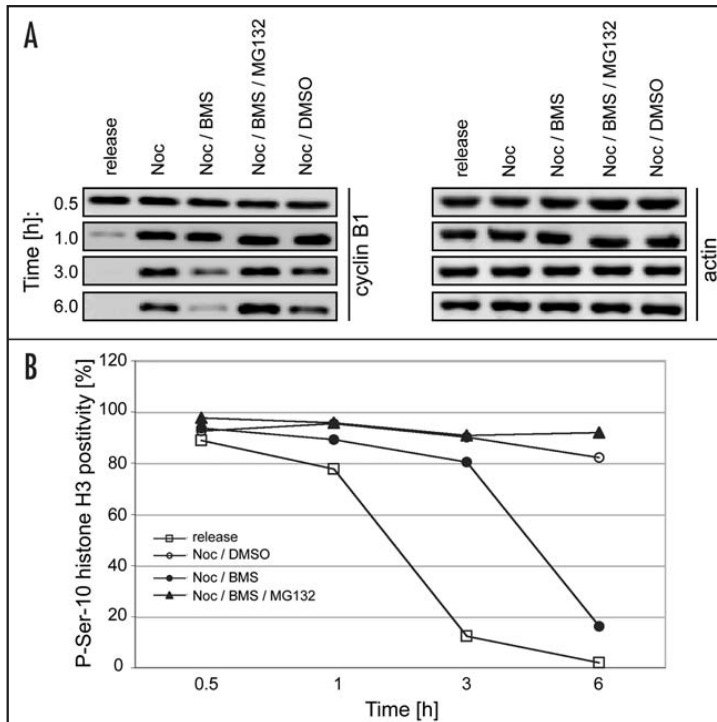 A
release
Noc
Noc / BMS
Noc / BMS / MG132
Noc / DMSO
release
Noc
Noc / BMS
Noc / BMS / MG132
Noc / DMSO
Time [h]:
0.5
1.0
3.0
6.0
cyclin B1
actin
B
P-Ser-10 histone H3 postitvity [%]
120
100
80
60
40
20
0
release
Noc / DMSO
Noc / BMS
Noc / BMS / MG132
0.5
1
3
6
Time [h]